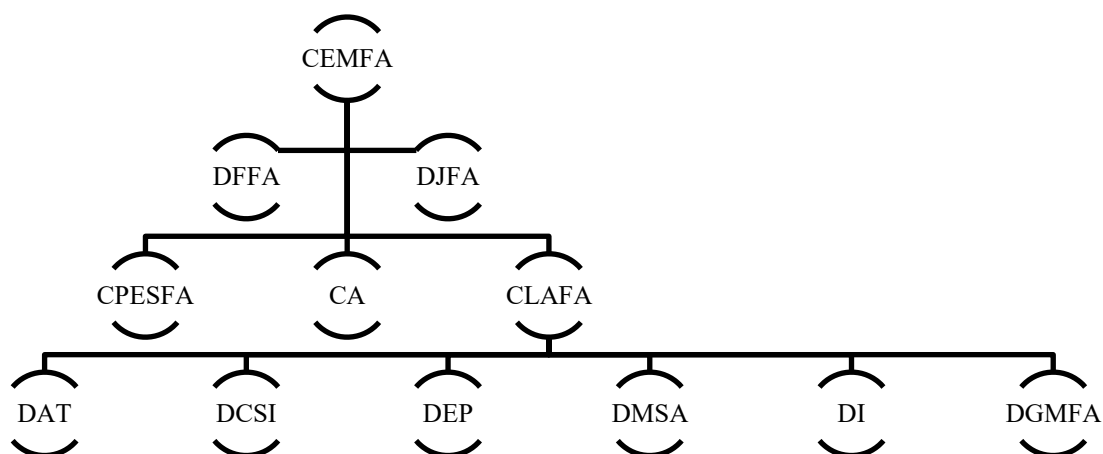 CEMFA
DFFA DJFA
CPESFA CA CLAFA
DAT DCSI DEP DMSA DI DGMFA